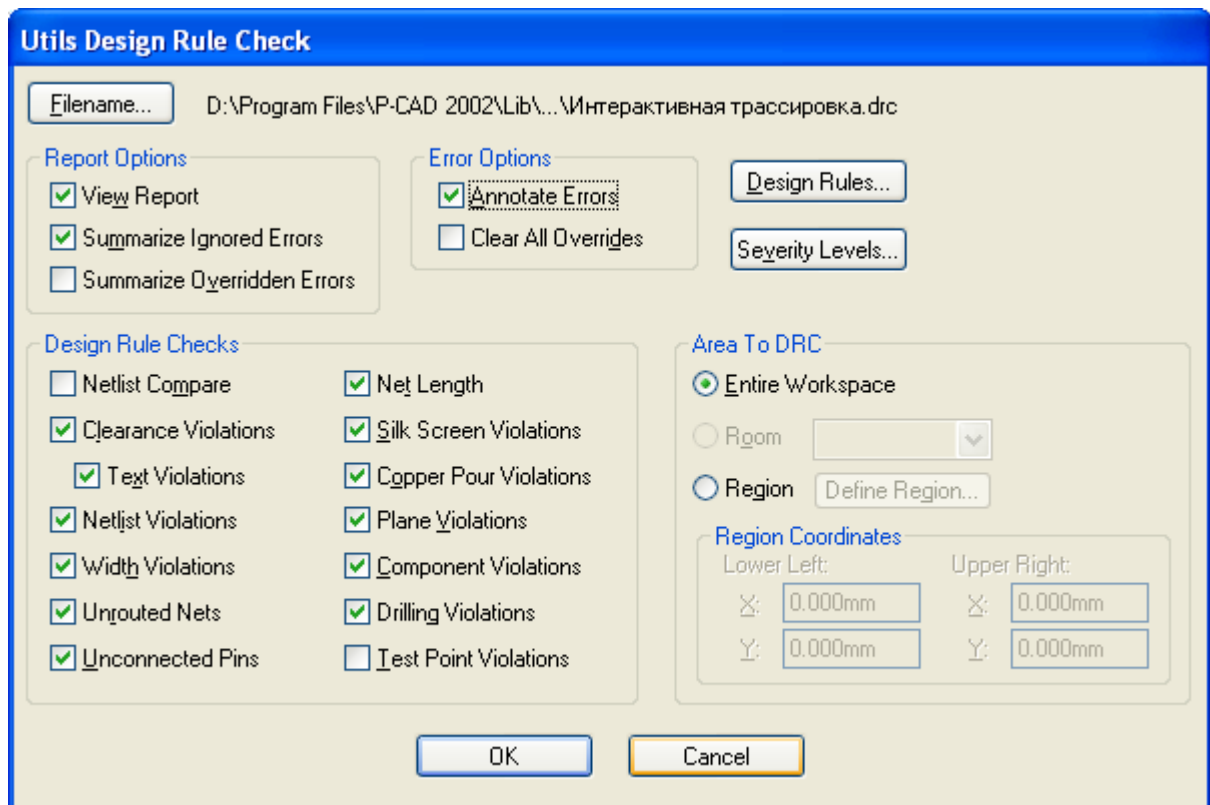 Utils Design Rule Check
Filename... D:\Program Files\P-CAD 2002\Lib\...\Интерактивная трассировка.drc
Report Options
View Report
Summarize Ignored Errors
Summarize Overridden Errors
Error Options
Annotate Errors
Clear All Overrides
Design Rules...
Severity Levels...
Design Rule Checks
Netlist Compare
Clearance Violations
Text Violations
Netlist Violations
Width Violations
Unrouted Nets
Unconnected Pins
Net Length
Silk Screen Violations
Copper Pour Violations
Plane Violations
Component Violations
Drilling Violations
Test Point Violations
Area To DRC
Entire Workspace
Room
Region Define Region...
Region Coordinates
Lower Left: Upper Right:
X: 0.000mm X: 0.000mm
Y: 0.000mm Y: 0.000mm
OK Cancel